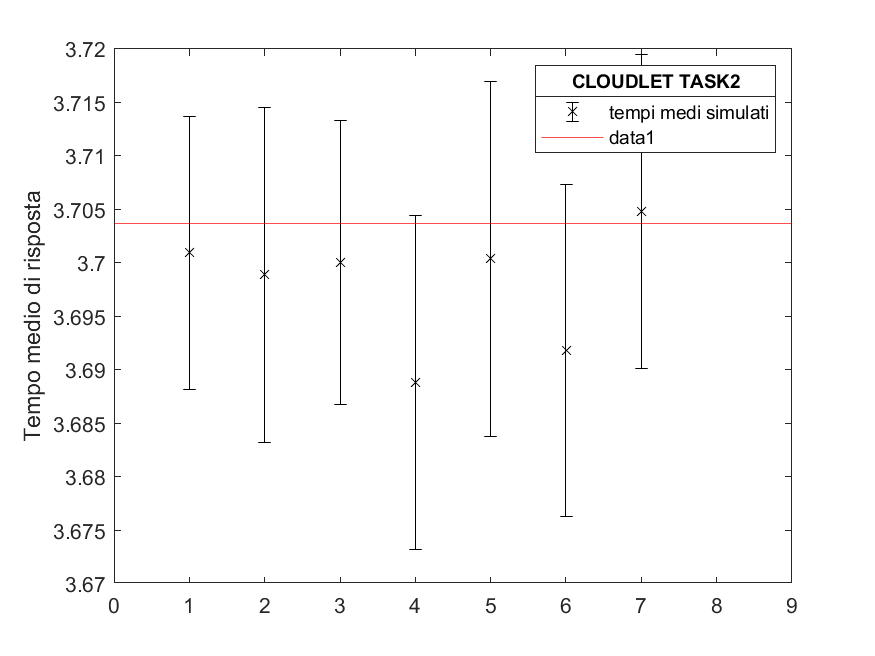 3.72
3.715
3.71
3.705
3.7
3.695
3.69
3.685
3.68
3.675
3.67
Tempo medio di risposta
CLOUDLET TASK2
tempi medi simulati
data1
0 1 2 3 4 5 6 7 8 9